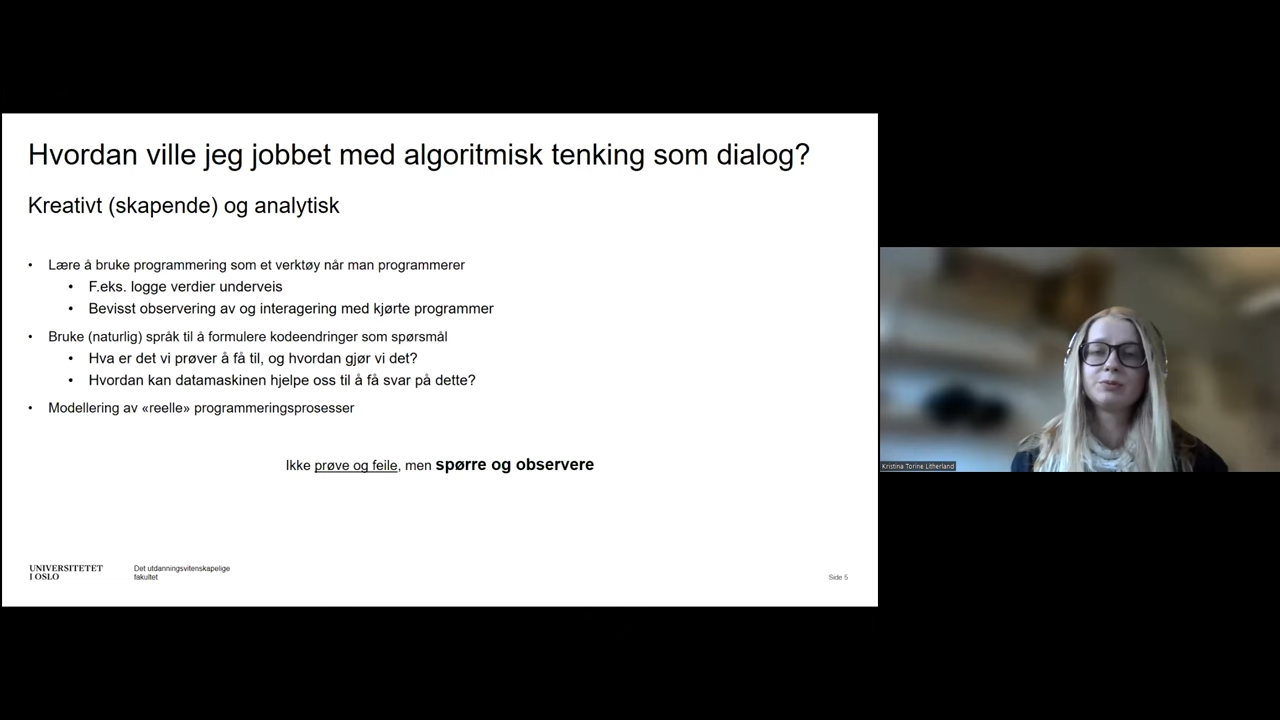 Hvordan ville jeg jobbet med algoritmisk tenking som dialog?
Kreativt (skapende) og analytisk
• Lære å bruke programmering som et verktøy når man programmerer
• F.eks. logge verdier underveis
• Bevisst observering av og interagering med kjørte programmer
• Bruke (naturlig) språk til å formulere kodeendringer som spørsmål
• Hva er det vi prøver å få til, og hvordan gjør vi det?
• Hvordan kan datamaskinen hjelpe oss til å få svar på dette?
• Modellering av «reelle» programmeringsprosesser
Ikke prøve og feile, men spørre og observere
UNIVERSITETET
I OSLO
Det utdanningsvitenskapelige
fakultet
Side 5
Kristina Torine Litherland